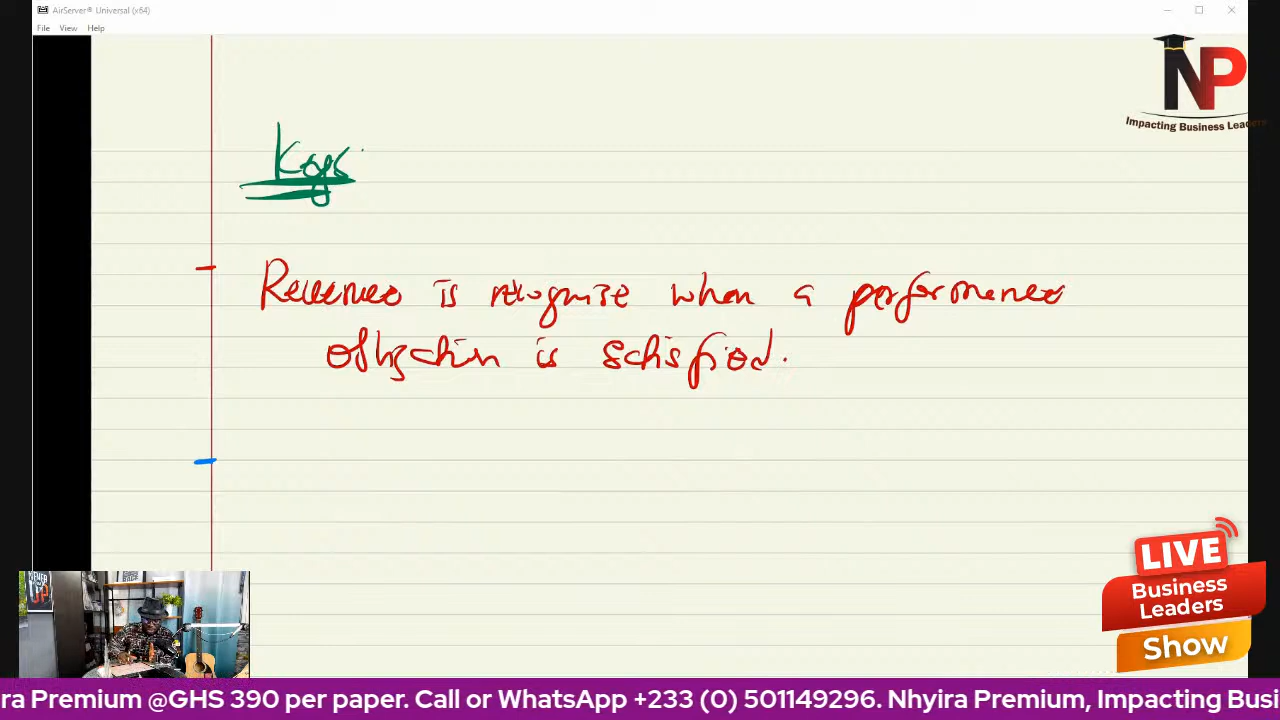 AirServer® Universal (x64)
File View Help
NP
Impacting Business Leaders
Keys
Revenue is recognise when a performance
obligation is satisfied.
LIVE
Business
Leaders
Show
ra Premium @GHS 390 per paper. Call or WhatsApp +233 (0) 501149296. Nhyira Premium, Impacting Busi